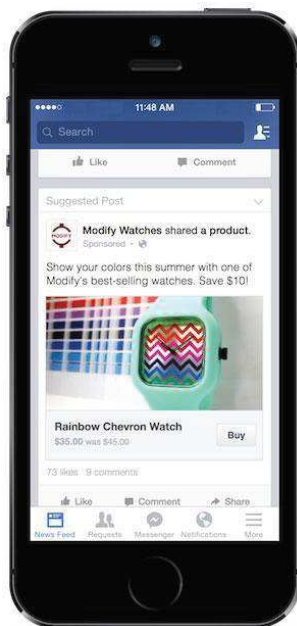 11:48 AM
Search
Like Comment
Suggested Post
MODIFY
Modify Watches shared a product.
Sponsored
Show your colors this summer with one of
Modify's best-selling watches. Save $10!
Rainbow Chevron Watch
$35.00 was $45.00
Buy
73 likes 9 comments
Like Comment Share
News Feed Requests Messenger Notifications More